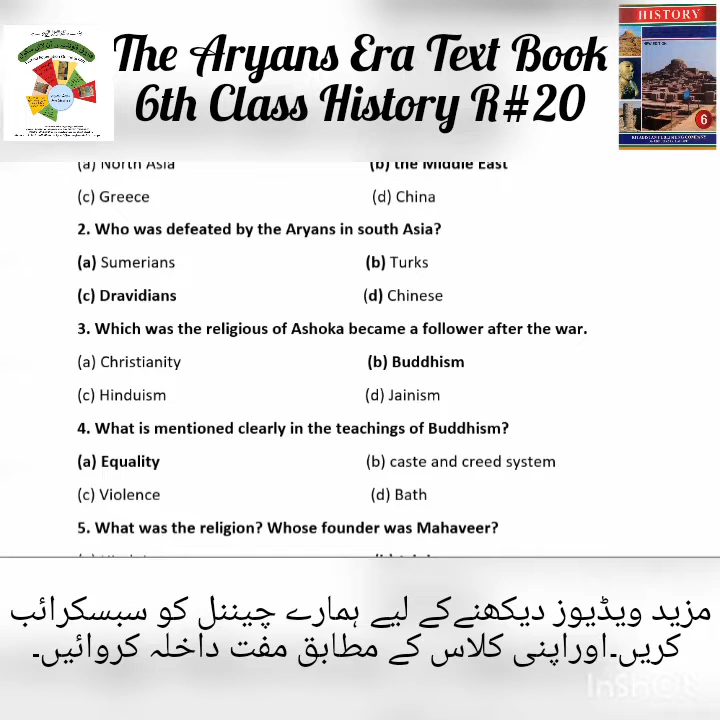 The Aryans Era Text Book
6th Class History R#20
HISTORY
NEW EDITION
6
(a) North Asia (b) the Middle East
(c) Greece (d) China
2. Who was defeated by the Aryans in south Asia?
(a) Sumerians (b) Turks
(c) Dravidians (d) Chinese
3. Which was the religious of Ashoka became a follower after the war.
(a) Christianity (b) Buddhism
(c) Hinduism (d) Jainism
4. What is mentioned clearly in the teachings of Buddhism?
(a) Equality (b) caste and creed system
(c) Violence (d) Bath
5. What was the religion? Whose founder was Mahaveer?
مزید ویڈیوز دیکھنےکے لیے ہمارے چیننل کو سبسکرائب
کریں۔اوراپنی کلاس کے مطابق مفت داخلہ کروائیں۔
InShOt